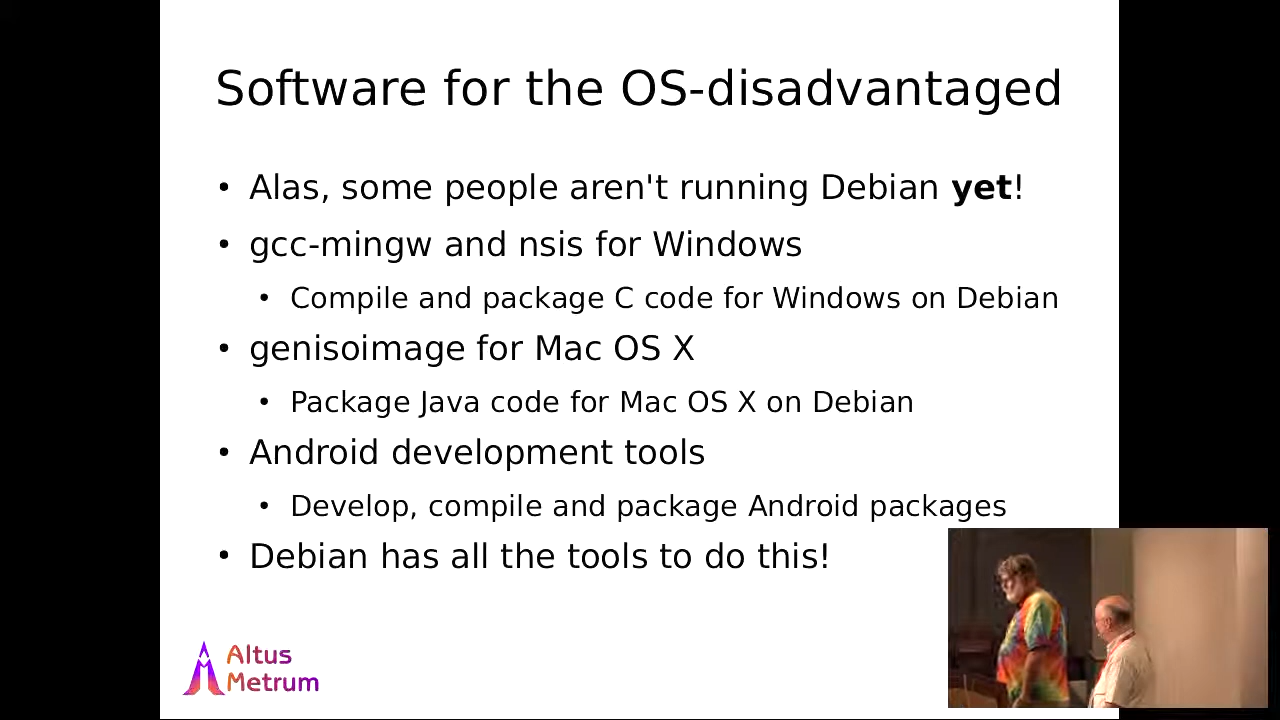 Software for the OS-disadvantaged
• Alas, some people aren't running Debian yet!
• gcc-mingw and nsis for Windows
• Compile and package C code for Windows on Debian
• genisoimage for Mac OS X
• Package Java code for Mac OS X on Debian
• Android development tools
• Develop, compile and package Android packages
• Debian has all the tools to do this!
Altus
Metrum